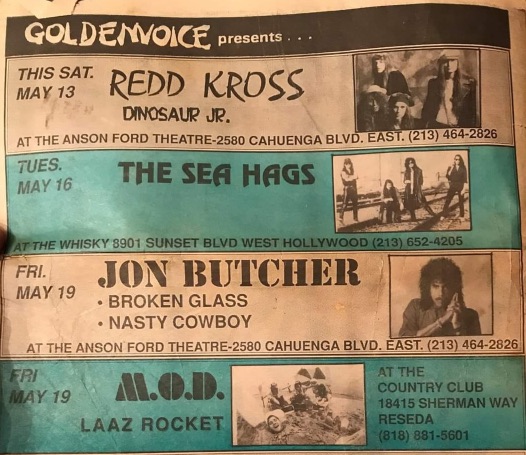 GOLDENVOICE presents...
THIS SAT.
MAY 13
REDD KROSS
DINOSAUR JR.
AT THE ANSON FORD THEATRE-2580 CAHUENGA BLVD. EAST. (213) 464-2826
TUES.
MAY 16
THE SEA HAGS
AT THE WHISKY 8901 SUNSET BLVD WEST HOLLYWOOD (213) 652-4205
FRI.
MAY 19
JON BUTCHER
• BROKEN GLASS
• NASTY COWBOY
AT THE ANSON FORD THEATRE-2580 CAHUENGA BLVD. EAST. (213) 464-2826
FRI
MAY 19
M.O.D.
LAAZ ROCKET
AT THE
COUNTRY CLUB
18415 SHERMAN WAY
RESEDA
(818) 881-5601